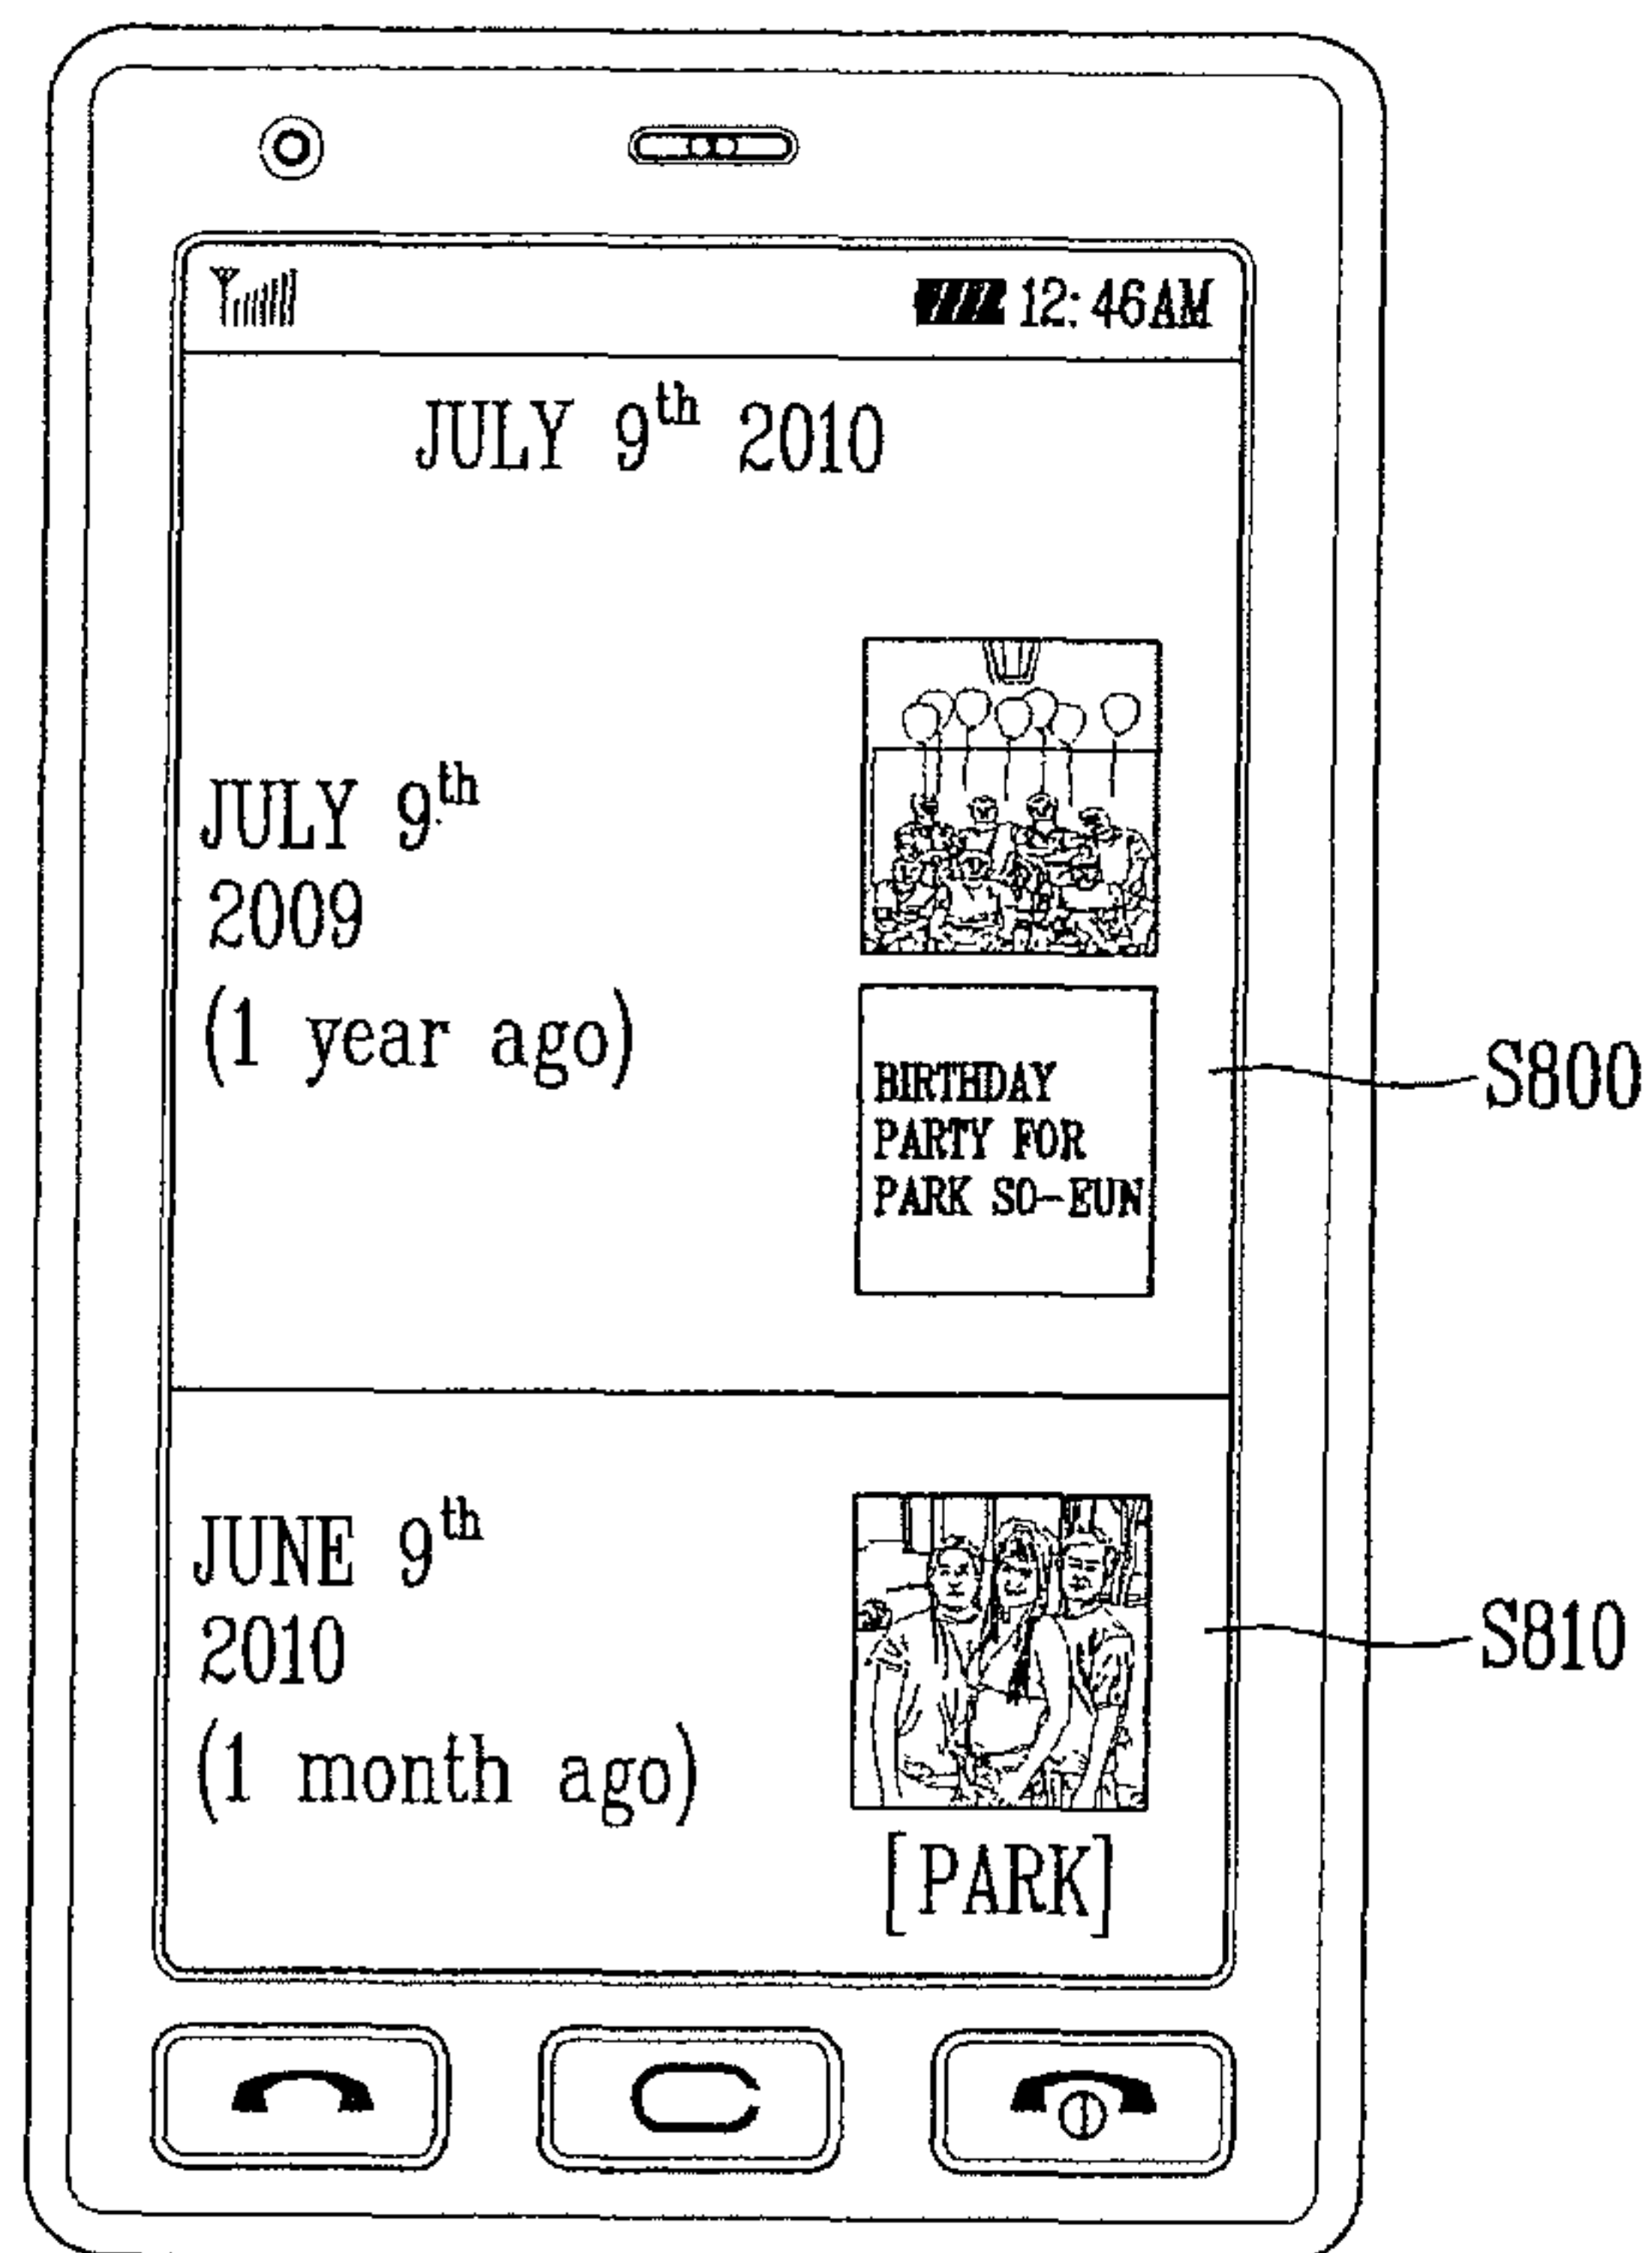 12:46AM
JULY 9th 2010
JULY 9th
2009
(1 year ago)
BIRTHDAY
PARTY FOR
PARK SO-EUN
S800
JUNE 9th
2010
(1 month ago)
[PARK]
S810